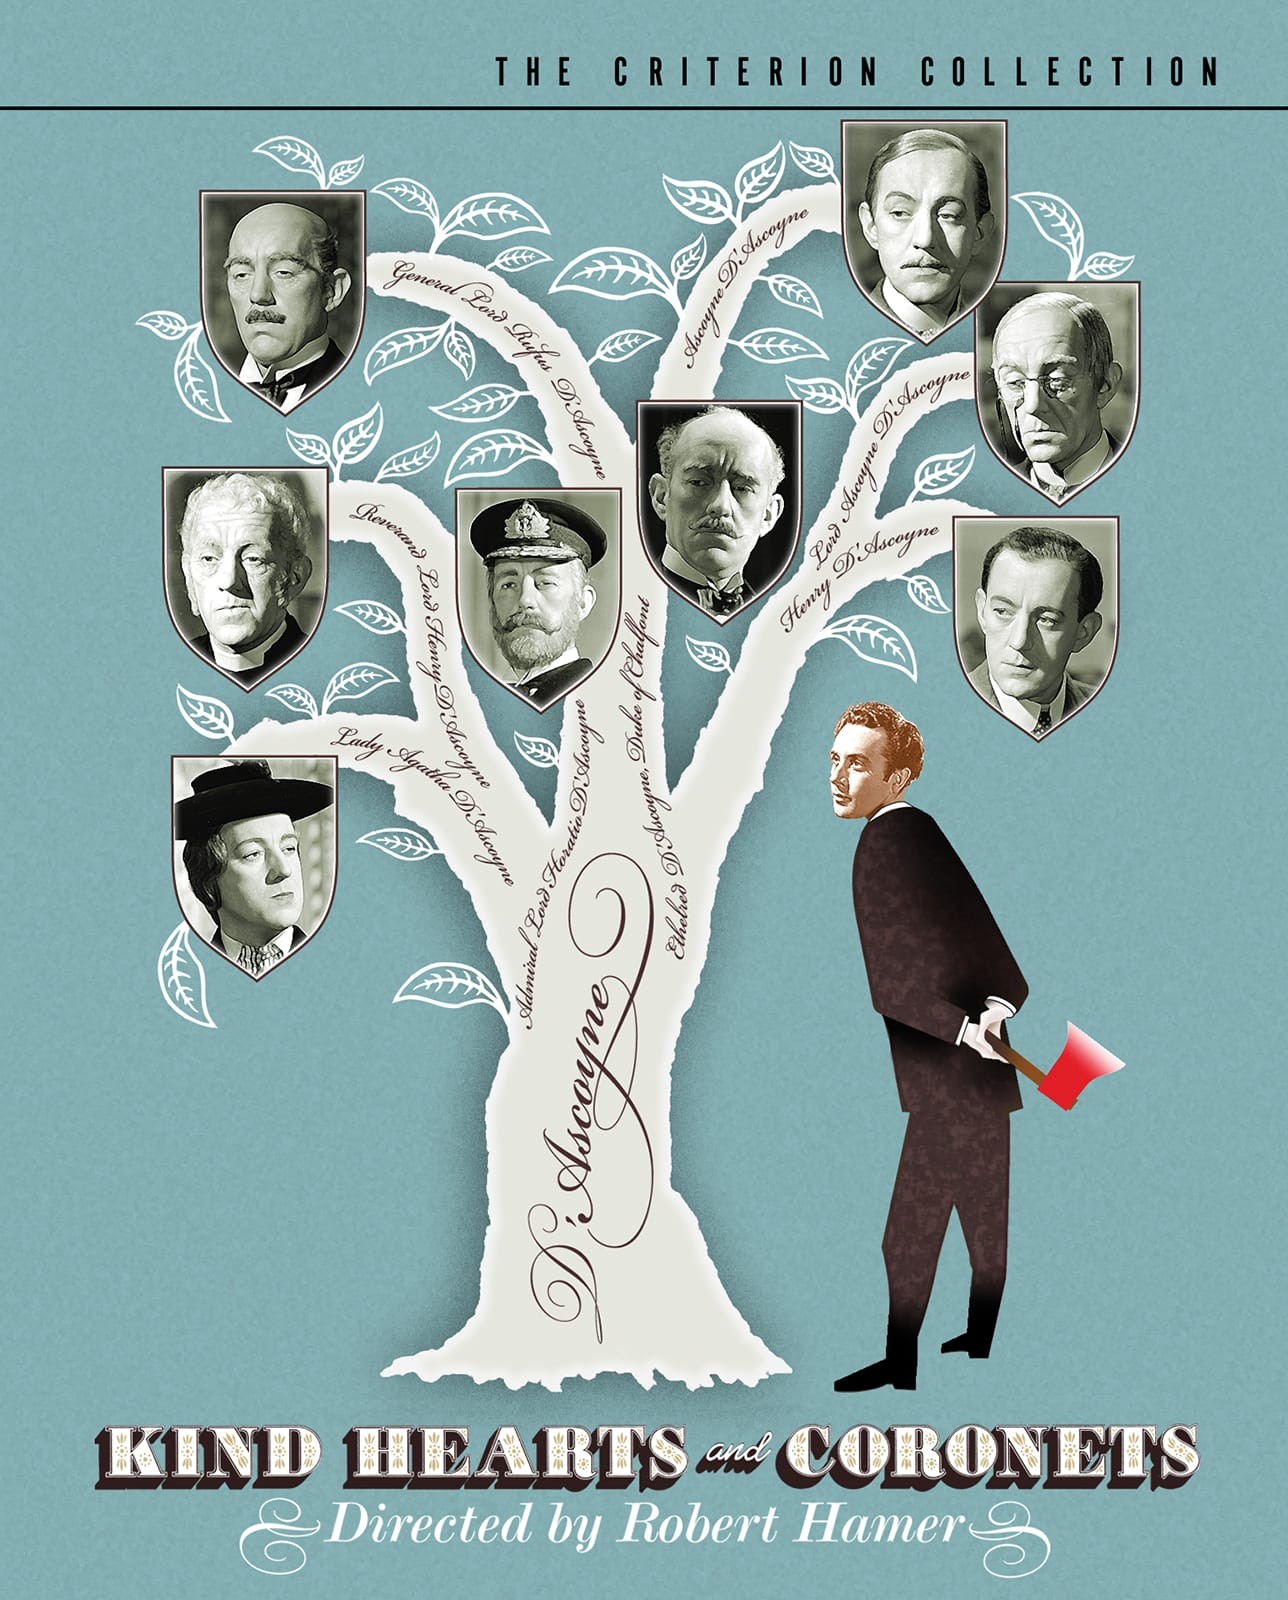 THE CRITERION COLLECTION
General Lord Rufus D'Ascoyne
Ascoyne D'Ascoyne
Lord Ascoyne D'Ascoyne
Henry D'Ascoyne
Reverand Lord Henry D'Ascoyne
Lady Agatha D'Ascoyne
Admiral Lord Horatio D'Ascoyne
Ethelred D'Ascoyne, Duke of Chalfont
D'Ascoyne
KIND HEARTS and CORONETS
Directed by Robert Hamer